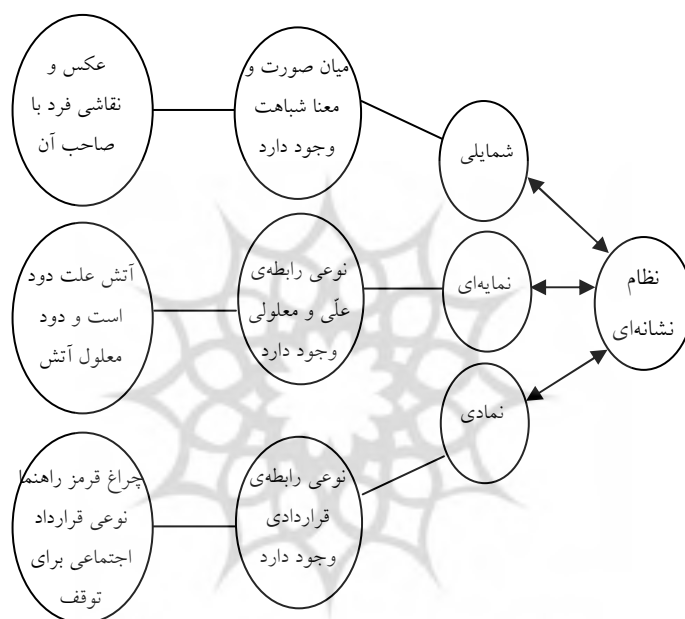 نظام
نشانه‌ای
شمایلی
میان صورت و
معنا شباهت
وجود دارد
عکس و
نقاشی فرد با
صاحب آن
نمایه‌ای
نوعی رابطه‌ی
علّی و معلولی
وجود دارد
آتش علت دود
است و دود
معلول آتش
نمادی
نوعی رابطه‌ی
قراردادی
وجود دارد
چراغ قرمز راهنما
نوعی قرارداد
اجتماعی برای
توقف